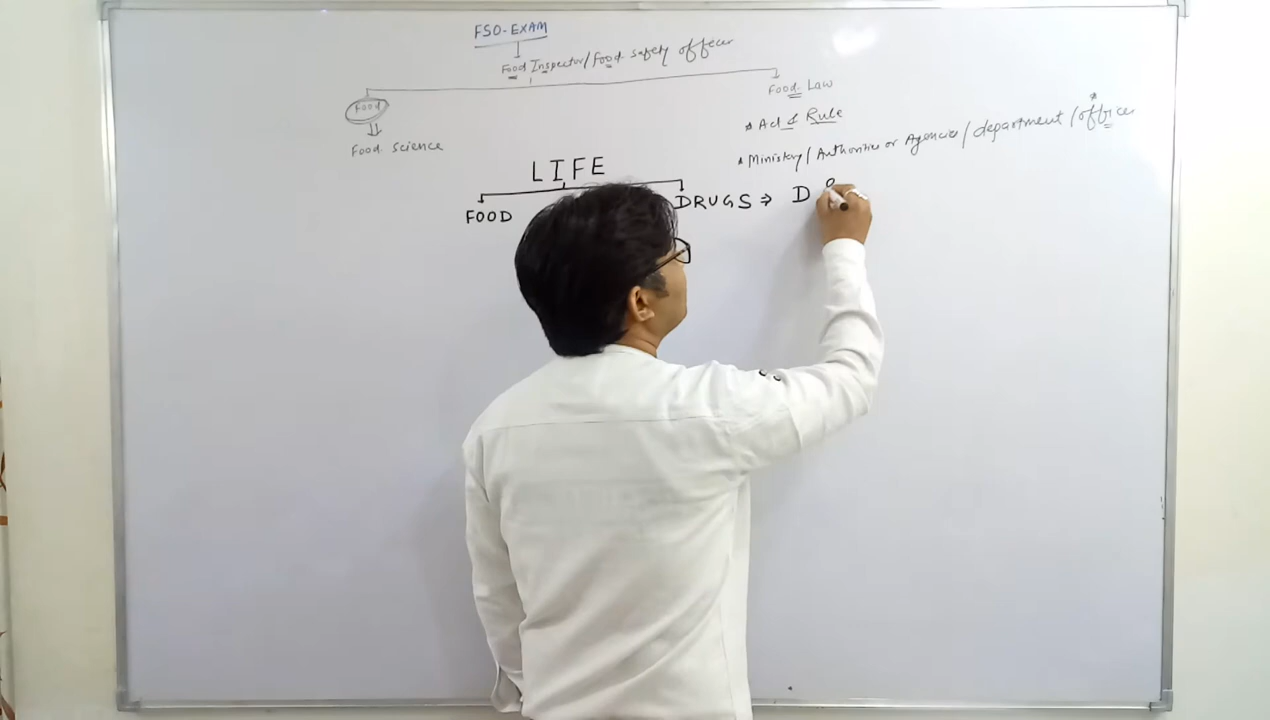 FSO-EXAM
Food Inspector/Food safety officer
Food
Food Law
Food Science
* Act & Rule
* Ministry/Authorities or Agencies/department/office
LIFE
FOOD
DRUGS ⇒ D